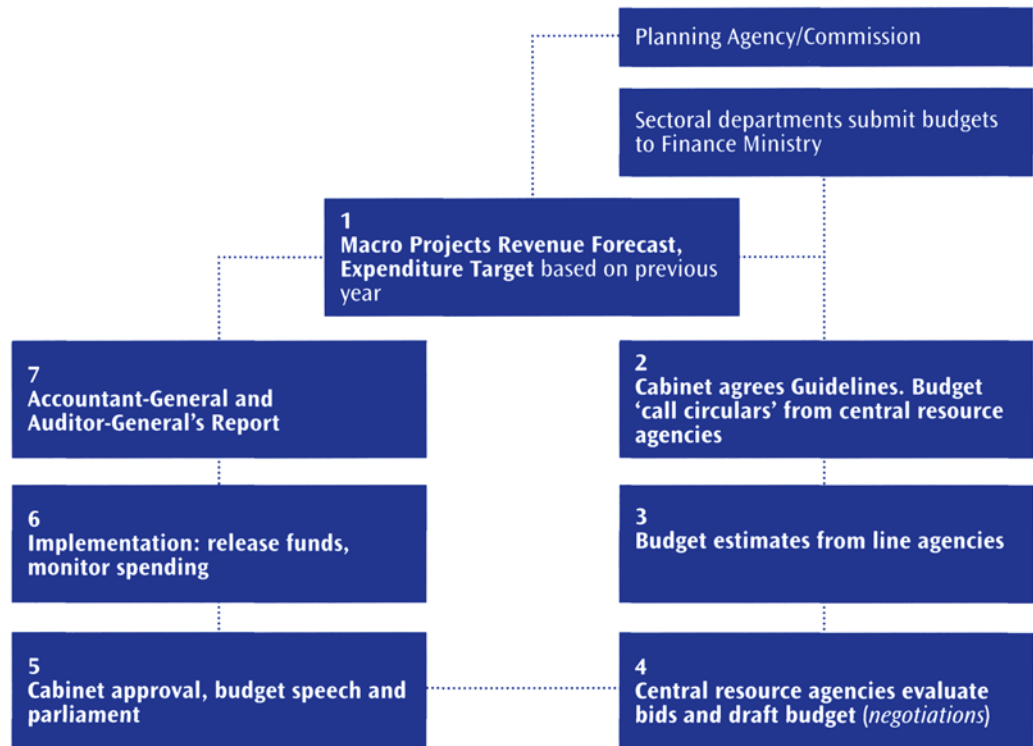 Planning Agency/Commission
Sectoral departments submit budgets
to Finance Ministry
1
Macro Projects Revenue Forecast,
Expenditure Target based on previous
year
2
Cabinet agrees Guidelines. Budget
‘call circulars’ from central resource
agencies
3
Budget estimates from line agencies
4
Central resource agencies evaluate
bids and draft budget (negotiations)
5
Cabinet approval, budget speech and
parliament
6
Implementation: release funds,
monitor spending
7
Accountant-General and
Auditor-General’s Report